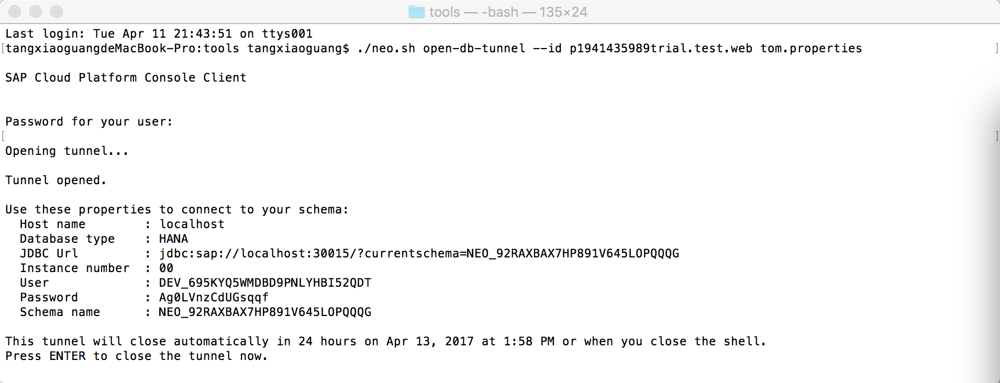 tools — -bash — 135×24
Last login: Tue Apr 11 21:43:51 on ttys001
[tangxiaoguangdeMacBook-Pro:tools tangxiaoguang$ ./neo.sh open-db-tunnel --id p1941435989trial.test.web tom.properties ]
SAP Cloud Platform Console Client
Password for your user:
[ ]
Opening tunnel...
Tunnel opened.
Use these properties to connect to your schema:
Host name : localhost
Database type : HANA
JDBC Url : jdbc:sap://localhost:30015/?currentschema=NEO_92RAXBAX7HP891V645LOPQQQG
Instance number : 00
User : DEV_695KYQ5WMDBD9PNLYHBI52QDT
Password : Ag0LVnzCdUGsqqf
Schema name : NEO_92RAXBAX7HP891V645LOPQQQG
This tunnel will close automatically in 24 hours on Apr 13, 2017 at 1:58 PM or when you close the shell.
Press ENTER to close the tunnel now.